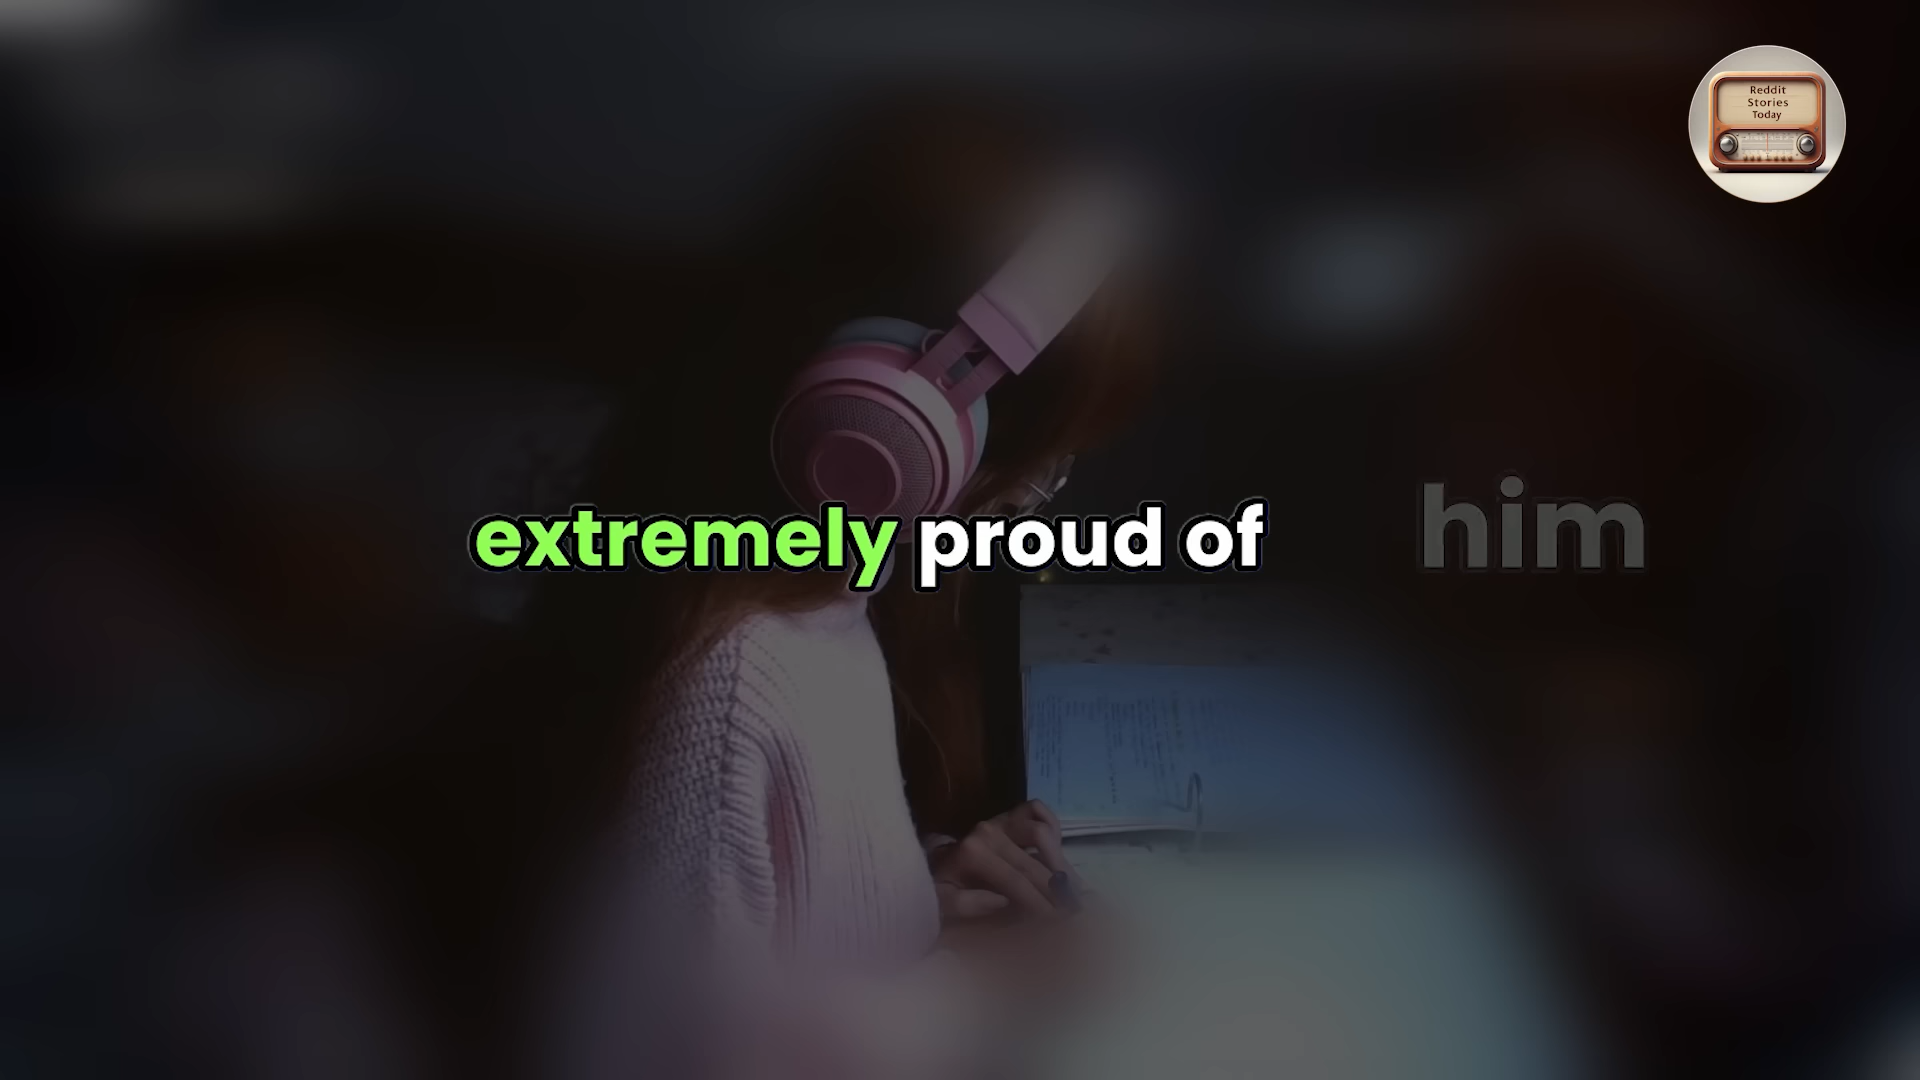 Reddit
Stories
Today
extremely proud of him